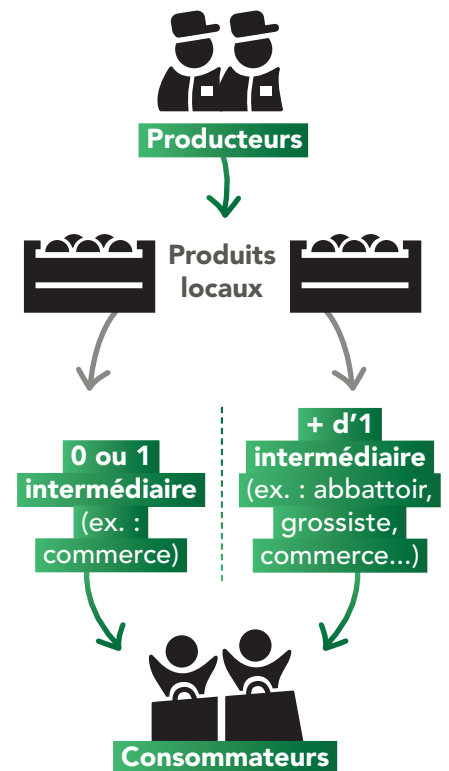 Producteurs
Produits
locaux
0 ou 1
intermédiaire
(ex. :
commerce)
+ d'1
intermédiaire
(ex. : abbattoir,
grossiste,
commerce...)
Consommateurs